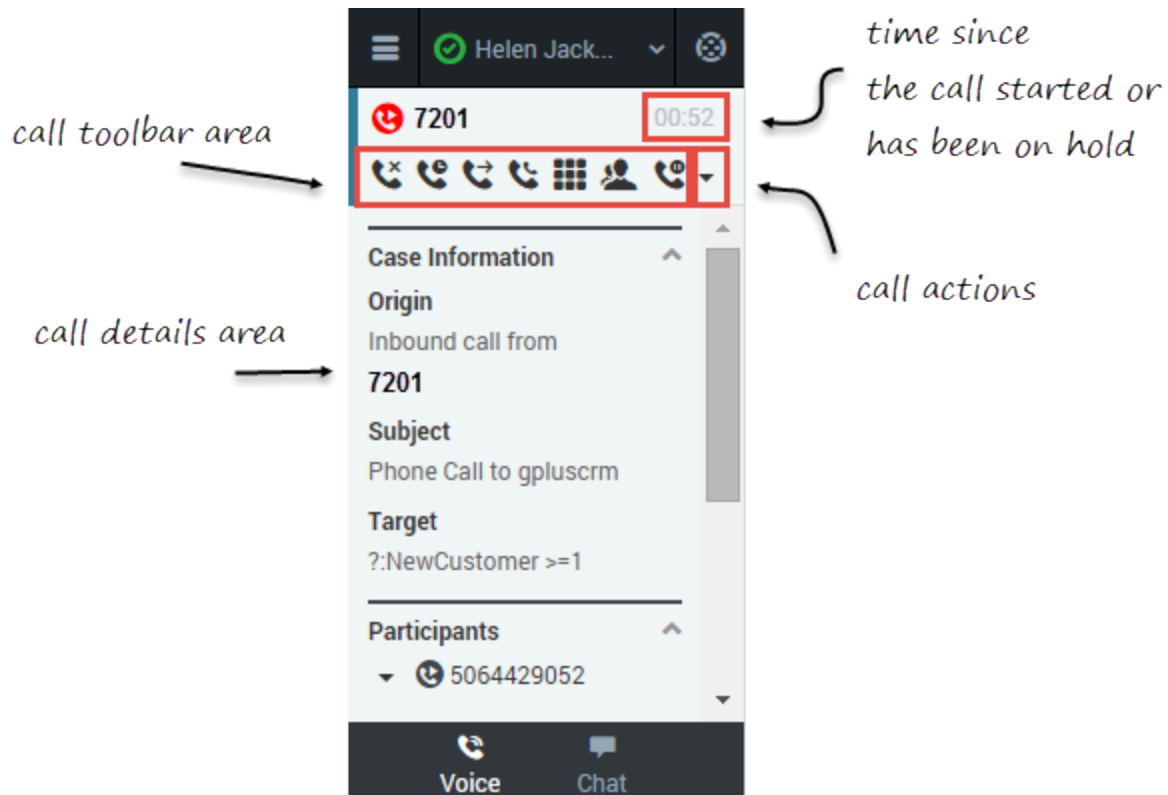 Helen Jack...
time since
the call started or
has been on hold
7201
00:52
call toolbar area
call actions
Case Information
Origin
Inbound call from
7201
call details area
Subject
Phone Call to gpluscrm
Target
?:NewCustomer >=1
Participants
5064429052
Voice
Chat